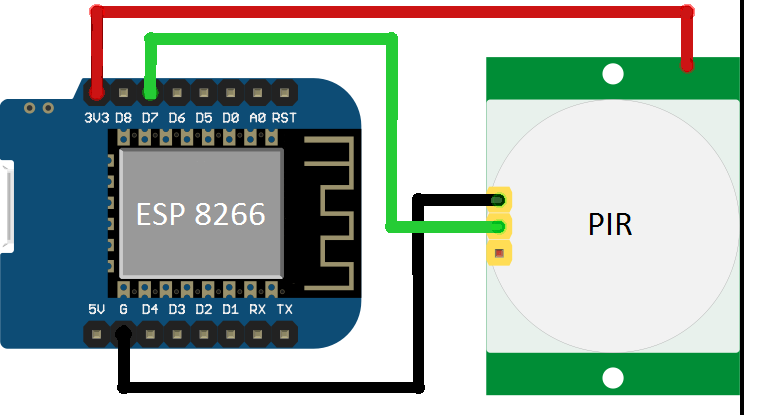 3V3 D8 D7 D6 D5 D0 A0 RST
ESP 8266
PIR
5V G D4 D3 D2 D1 RX TX